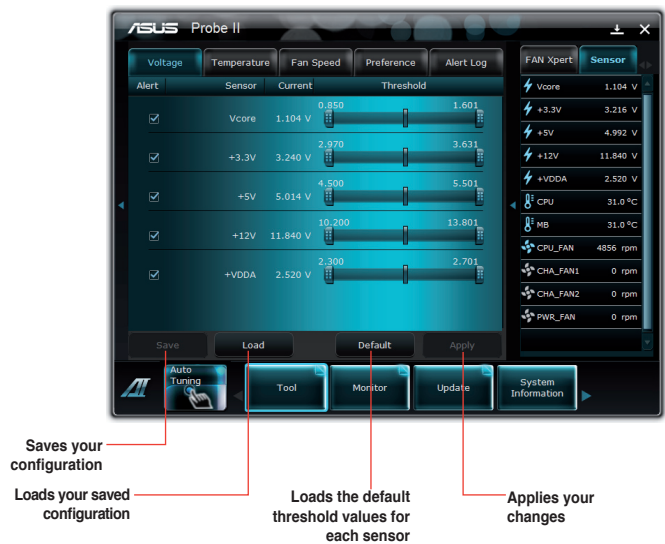 ASUS Probe II
Voltage Temperature Fan Speed Preference Alert Log
Alert Sensor Current Threshold
0.850 1.601
Vcore 1.104 V
2.970 3.631
+3.3V 3.240 V
4.500 5.501
+5V 5.014 V
10.200 13.801
+12V 11.840 V
2.300 2.701
+VDDA 2.520 V
Save Load Default Apply
FAN Xpert Sensor
Vcore 1.104 V
+3.3V 3.216 V
+5V 4.992 V
+12V 11.840 V
+VDDA 2.520 V
CPU 31.0 ºC
MB 31.0 ºC
CPU_FAN 4856 rpm
CHA_FAN1 0 rpm
CHA_FAN2 0 rpm
PWR_FAN 0 rpm
Auto
Tuning
Tool
Monitor
Update
System
Information
Saves your
configuration
Loads your saved
configuration
Loads the default
threshold values for
each sensor
Applies your
changes